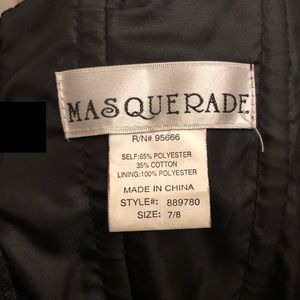 MASQUERADE
R/N# 95666
SELF:65% POLYESTER
35% COTTON
LINING:100% POLYESTER
MADE IN CHINA
STYLE#: 889780
SIZE: 7/8